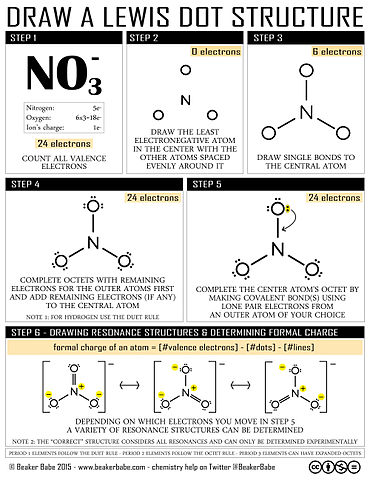 DRAW A LEWIS DOT STRUCTURE
STEP 1
NO3-
Nitrogen: 5e-
Oxygen: 6x3=18e-
Ion's charge: 1e-
24 electrons
COUNT ALL VALENCE
ELECTRONS
STEP 2
0 electrons
O
N
O O
DRAW THE LEAST
ELECTRONEGATIVE ATOM
IN THE CENTER WITH THE
OTHER ATOMS SPACED
EVENLY AROUND IT
STEP 3
6 electrons
O
N
O O
DRAW SINGLE BONDS TO
THE CENTRAL ATOM
STEP 4
24 electrons
O
N
O O
COMPLETE OCTETS WITH REMAINING
ELECTRONS FOR THE OUTER ATOMS FIRST
AND ADD REMAINING ELECTRONS (IF ANY)
TO THE CENTRAL ATOM
NOTE 1: FOR HYDROGEN USE THE DUET RULE
STEP 5
24 electrons
O
N
O O
COMPLETE THE CENTER ATOM'S OCTET BY
MAKING COVALENT BOND(S) USING
LONE PAIR ELECTRONS FROM
AN OUTER ATOM OF YOUR CHOICE
STEP 6 - DRAWING RESONANCE STRUCTURES & DETERMINING FORMAL CHARGE
formal charge of an atom = [#valence electrons] - [#dots] - [#lines]
O O O
- N + - - N + N + -
O O O O O O
DEPENDING ON WHICH ELECTRONS YOU MOVE IN STEP 5
A VARIETY OF RESONANCE STRUCTURES CAN BE DETERMINED
NOTE 2: THE "CORRECT" STRUCTURE CONSIDERS ALL RESONANCES AND CAN ONLY BE DETERMINED EXPERIMENTALLY
PERIOD 1 ELEMENTS FOLLOW THE DUET RULE - PERIOD 2 ELEMENTS FOLLOW THE OCTET RULE - PERIOD 3 ELEMENTS CAN HAVE EXPANDED OCTETS
© Beaker Babe 2015 - www.beakerbabe.com - chemistry help on Twitter @BeakerBabe